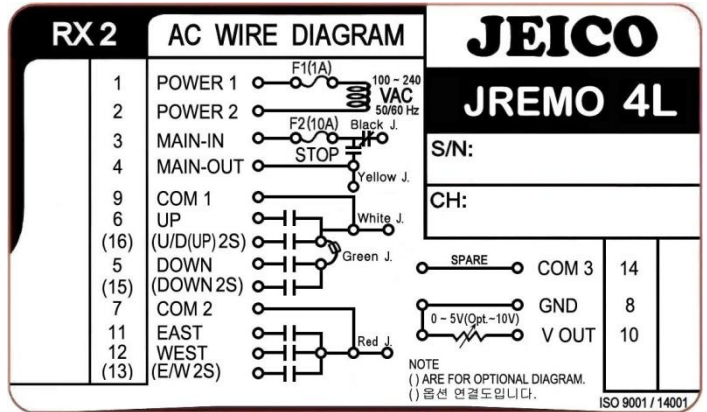 RX 2 AC WIRE DIAGRAM
JEICO
JREMO 4L
S/N:
CH:
1 POWER 1 F1(1A) 100 ~ 240
VAC
2 POWER 2 50/60 Hz
3 MAIN-IN F2(10A) Black J.
STOP
4 MAIN-OUT Yellow J.
9 COM 1
6 UP White J.
(16) (U/D(UP) 2S)
5 DOWN Green J.
(15) (DOWN 2S)
7 COM 2
11 EAST
12 WEST Red J.
(13) (E/W 2S)
SPARE COM 3 14
GND 8
0 ~ 5V(Opt.~10V)
V OUT 10
NOTE
( ) ARE FOR OPTIONAL DIAGRAM.
( ) 옵션 연결도입니다.
ISO 9001 / 14001